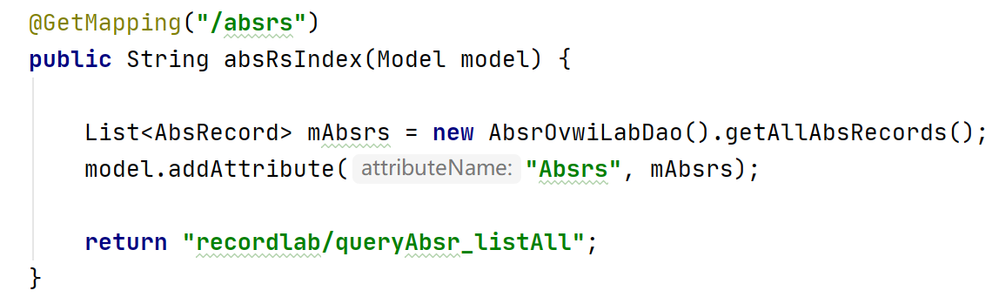 @GetMapping("/absrs")
public String absRsIndex(Model model) {
List<AbsRecord> mAbsrs = new AbsrOvwiLabDao().getAllAbsRecords();
model.addAttribute( attributeName: "Absrs", mAbsrs);
return "recordlab/queryAbsr_listAll";
}